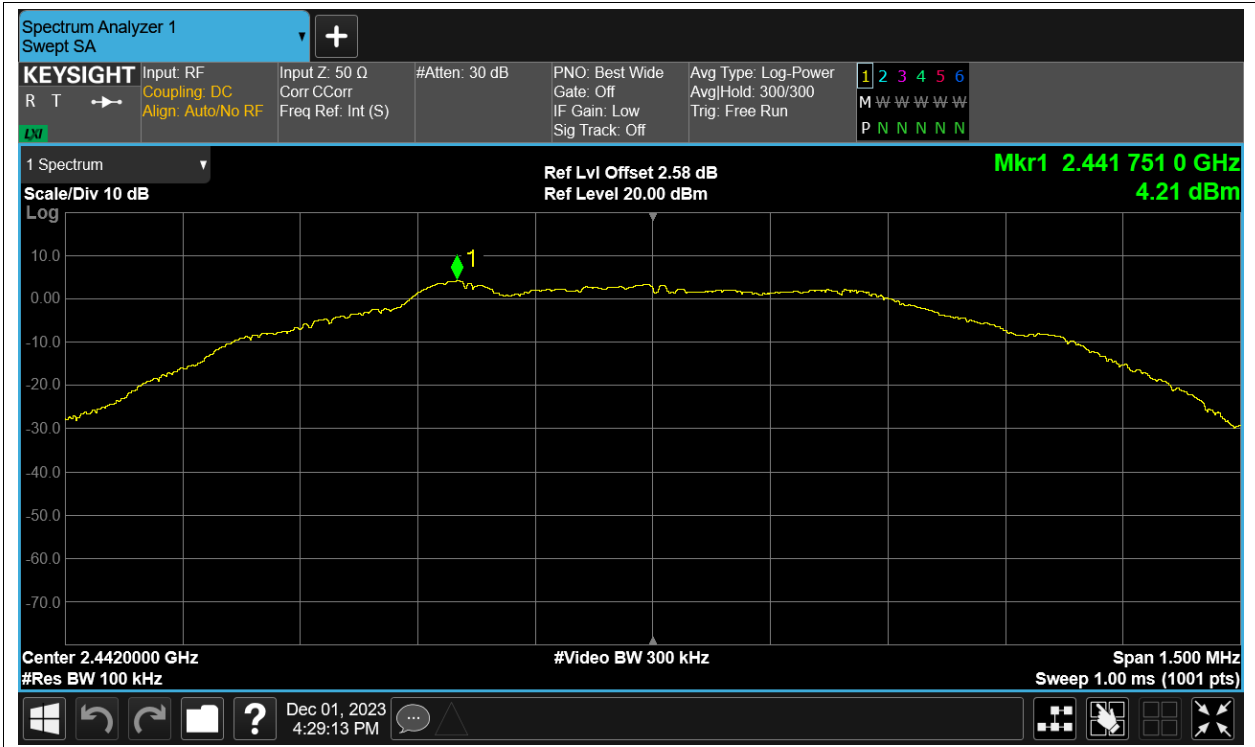 Spectrum Analyzer 1
Swept SA
KEYSIGHT
R T
LXI
Input: RF
Coupling: DC
Align: Auto/No RF
Input Z: 50 Ω
Corr CCorr
Freq Ref: Int (S)
#Atten: 30 dB
PNO: Best Wide
Gate: Off
IF Gain: Low
Sig Track: Off
Avg Type: Log-Power
Avg|Hold: 300/300
Trig: Free Run
1 2 3 4 5 6
M W W W W W
P N N N N N
1 Spectrum
Scale/Div 10 dB
Log
Ref Lvl Offset 2.58 dB
Ref Level 20.00 dBm
Mkr1 2.441 751 0 GHz
4.21 dBm
1
10.0
0.00
-10.0
-20.0
-30.0
-40.0
-50.0
-60.0
-70.0
Center 2.4420000 GHz
#Res BW 100 kHz
#Video BW 300 kHz
Span 1.500 MHz
Sweep 1.00 ms (1001 pts)
?
Dec 01, 2023
4:29:13 PM